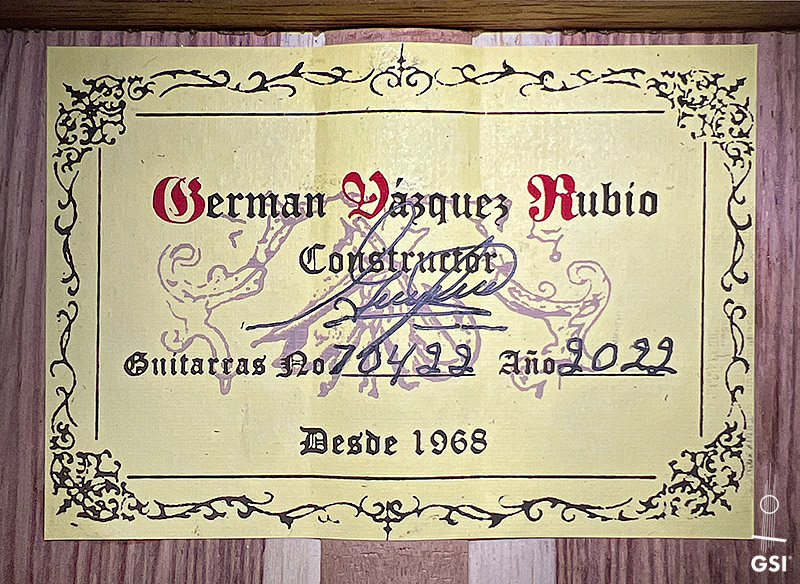 German Vázquez Rubio
Constructor
Guitarras No 70422 Año 2022
Desde 1968
GSI